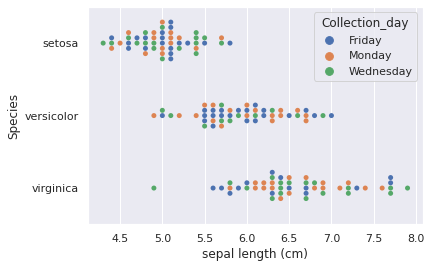 Collection_day
Friday
Monday
Wednesday
Species
setosa
versicolor
virginica
4.5 5.0 5.5 6.0 6.5 7.0 7.5 8.0
sepal length (cm)